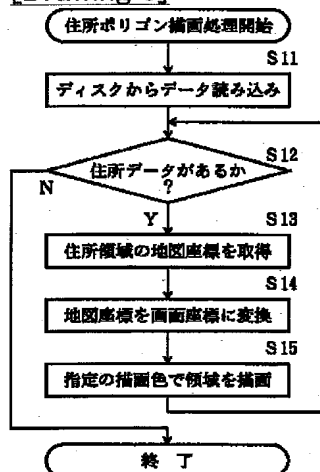 住所ポリゴン描画処理開始
S11
ディスクからデータ読み込み
S12
住所データがあるか
?
N
Y
S13
住所領域の地図座標を取得
S14
地図座標を画面座標に変換
S15
指定の描画色で領域を描画
終 了